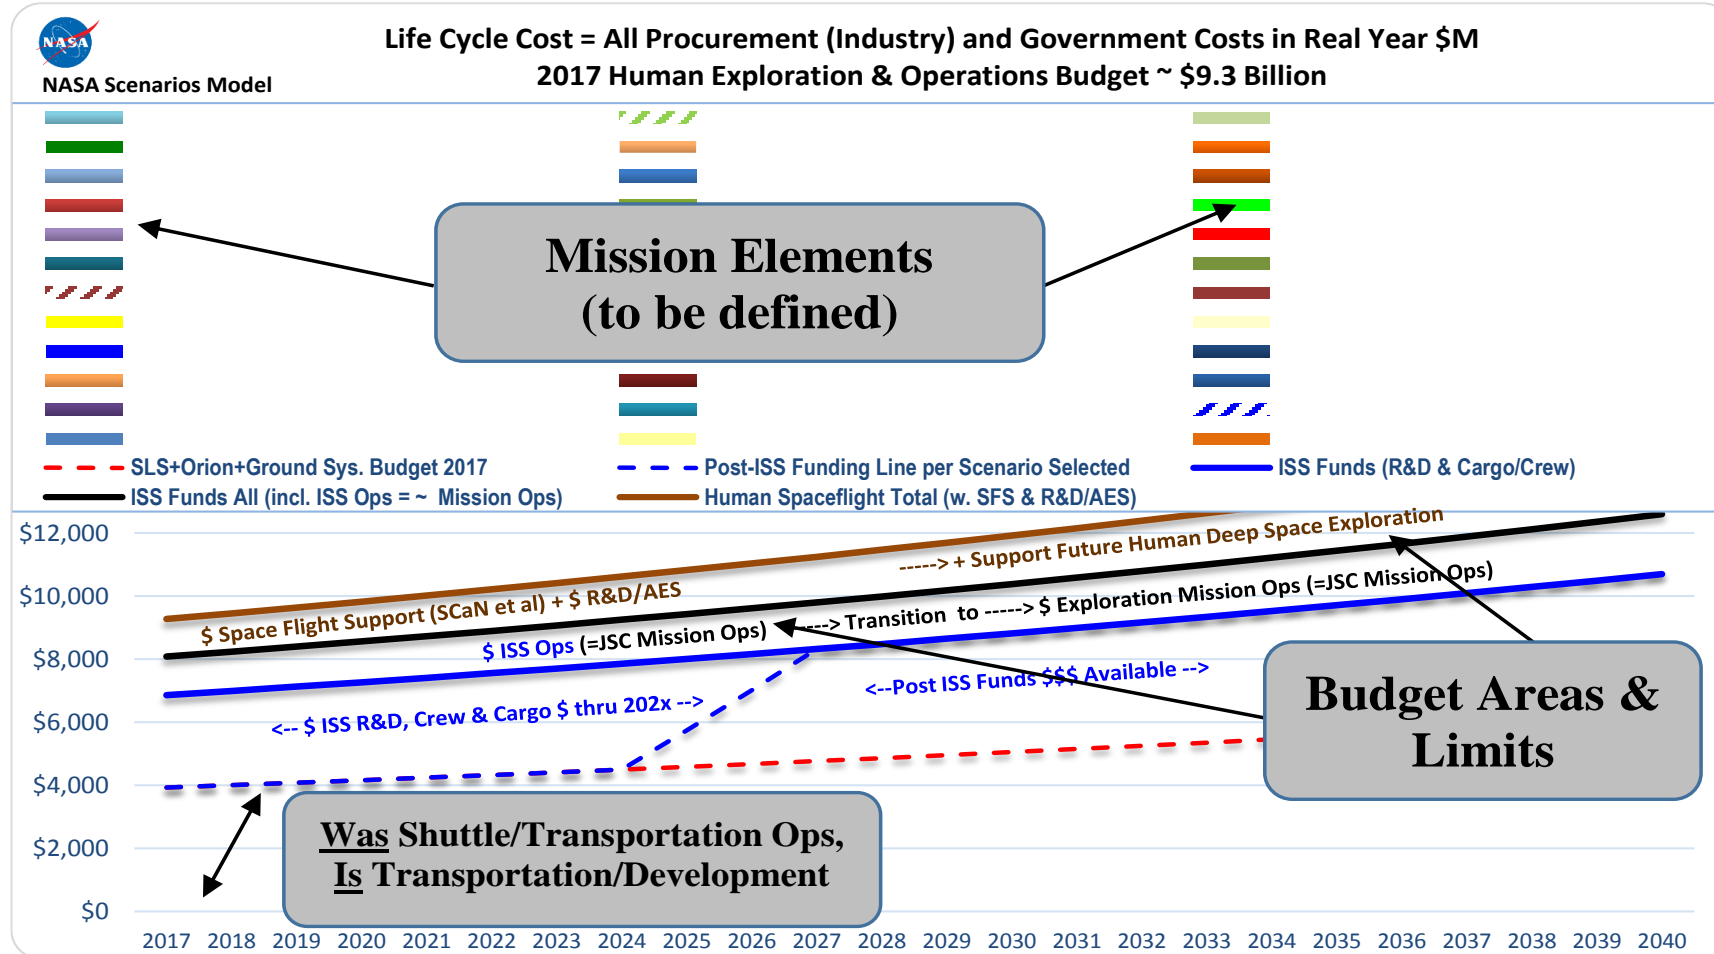 NASA
NASA Scenarios Model
Life Cycle Cost = All Procurement (Industry) and Government Costs in Real Year $M
2017 Human Exploration & Operations Budget ~ $9.3 Billion
Mission Elements
(to be defined)
SLS+Orion+Ground Sys. Budget 2017
Post-ISS Funding Line per Scenario Selected
ISS Funds (R&D & Cargo/Crew)
ISS Funds All (incl. ISS Ops = ~ Mission Ops)
Human Spaceflight Total (w. SFS & R&D/AES)
$12,000
$10,000
$8,000
$6,000
$4,000
$2,000
$0
-----> + Support Future Human Deep Space Exploration
$ Space Flight Support (SCaN et al) + $ R&D/AES
$ ISS Ops (=JSC Mission Ops) ----> Transition to -----> $ Exploration Mission Ops (=JSC Mission Ops)
<--Post ISS Funds $$$ Available -->
<-- $ ISS R&D, Crew & Cargo $ thru 202x -->
Budget Areas &
Limits
Was Shuttle/Transportation Ops,
Is Transportation/Development
2017 2018 2019 2020 2021 2022 2023 2024 2025 2026 2027 2028 2029 2030 2031 2032 2033 2034 2035 2036 2037 2038 2039 2040